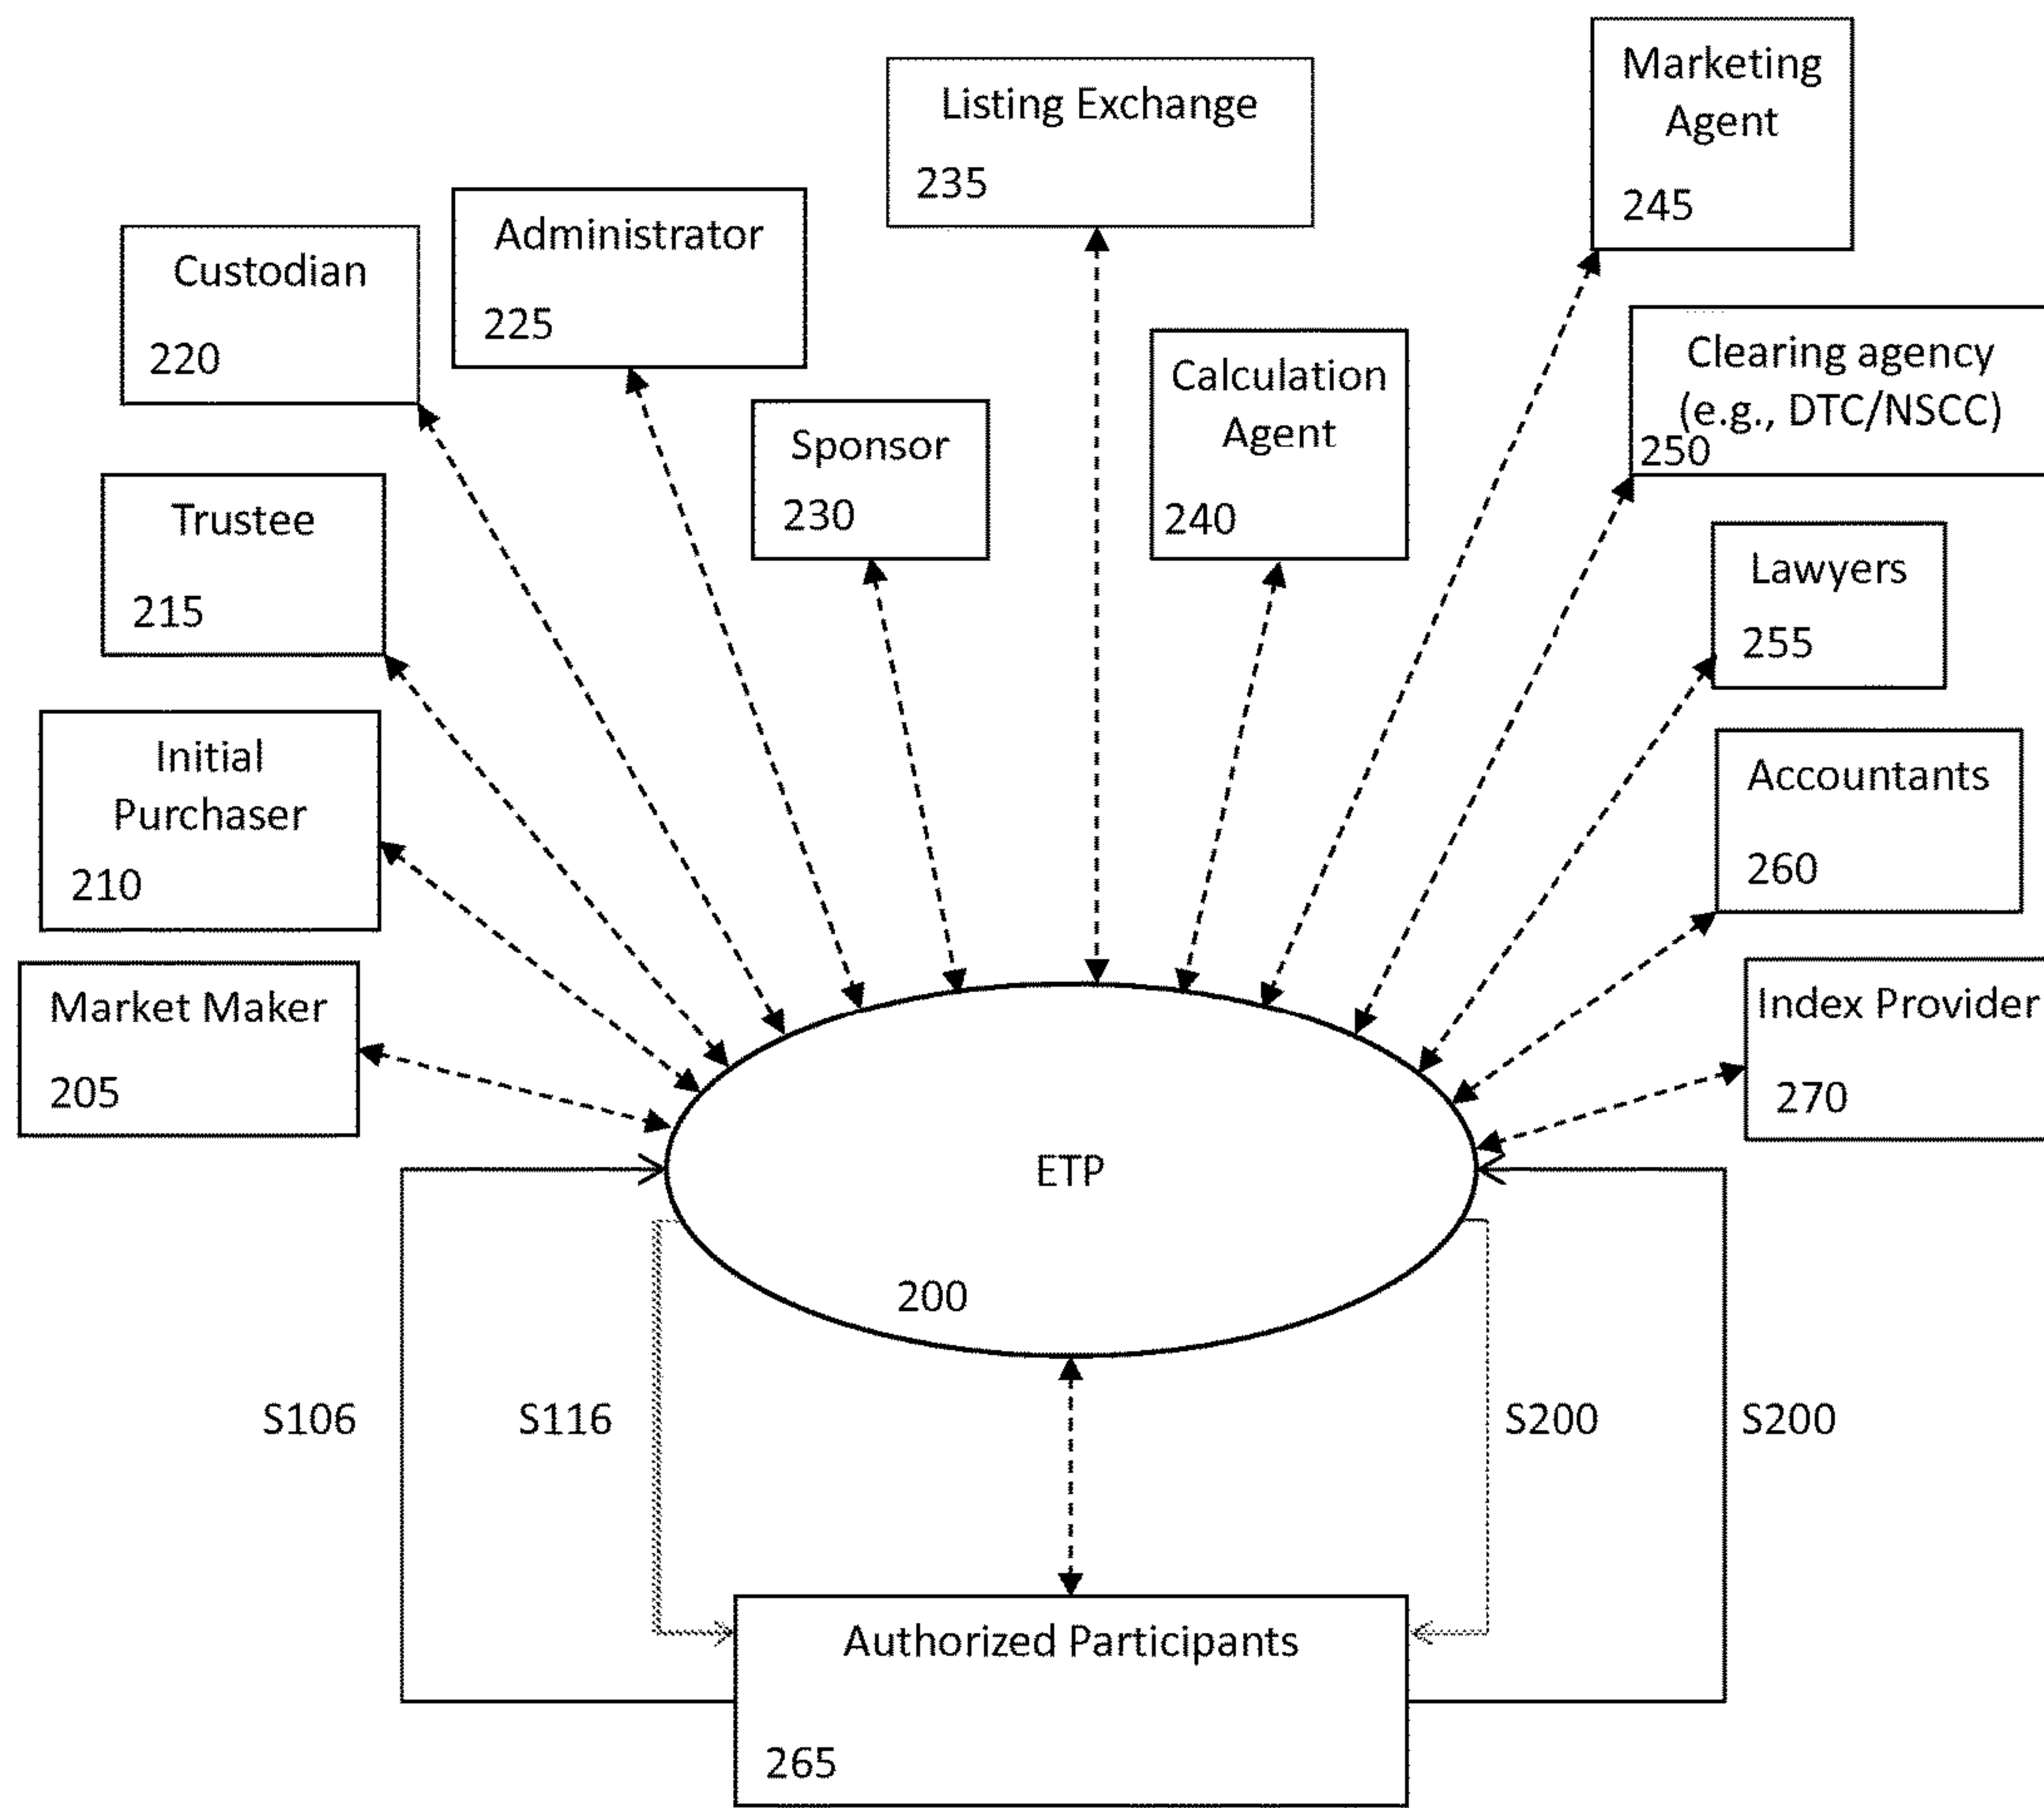 Marketing
Agent
245
Listing Exchange
235
Administrator
225
Custodian
220
Clearing agency
(e.g., DTC/NSCC)
250
Calculation
Agent
240
Sponsor
230
Trustee
215
Lawyers
255
Initial
Purchaser
210
Accountants
260
Market Maker
205
Index Provider
270
ETP
200
S106
S116
S200
S200
Authorized Participants
265